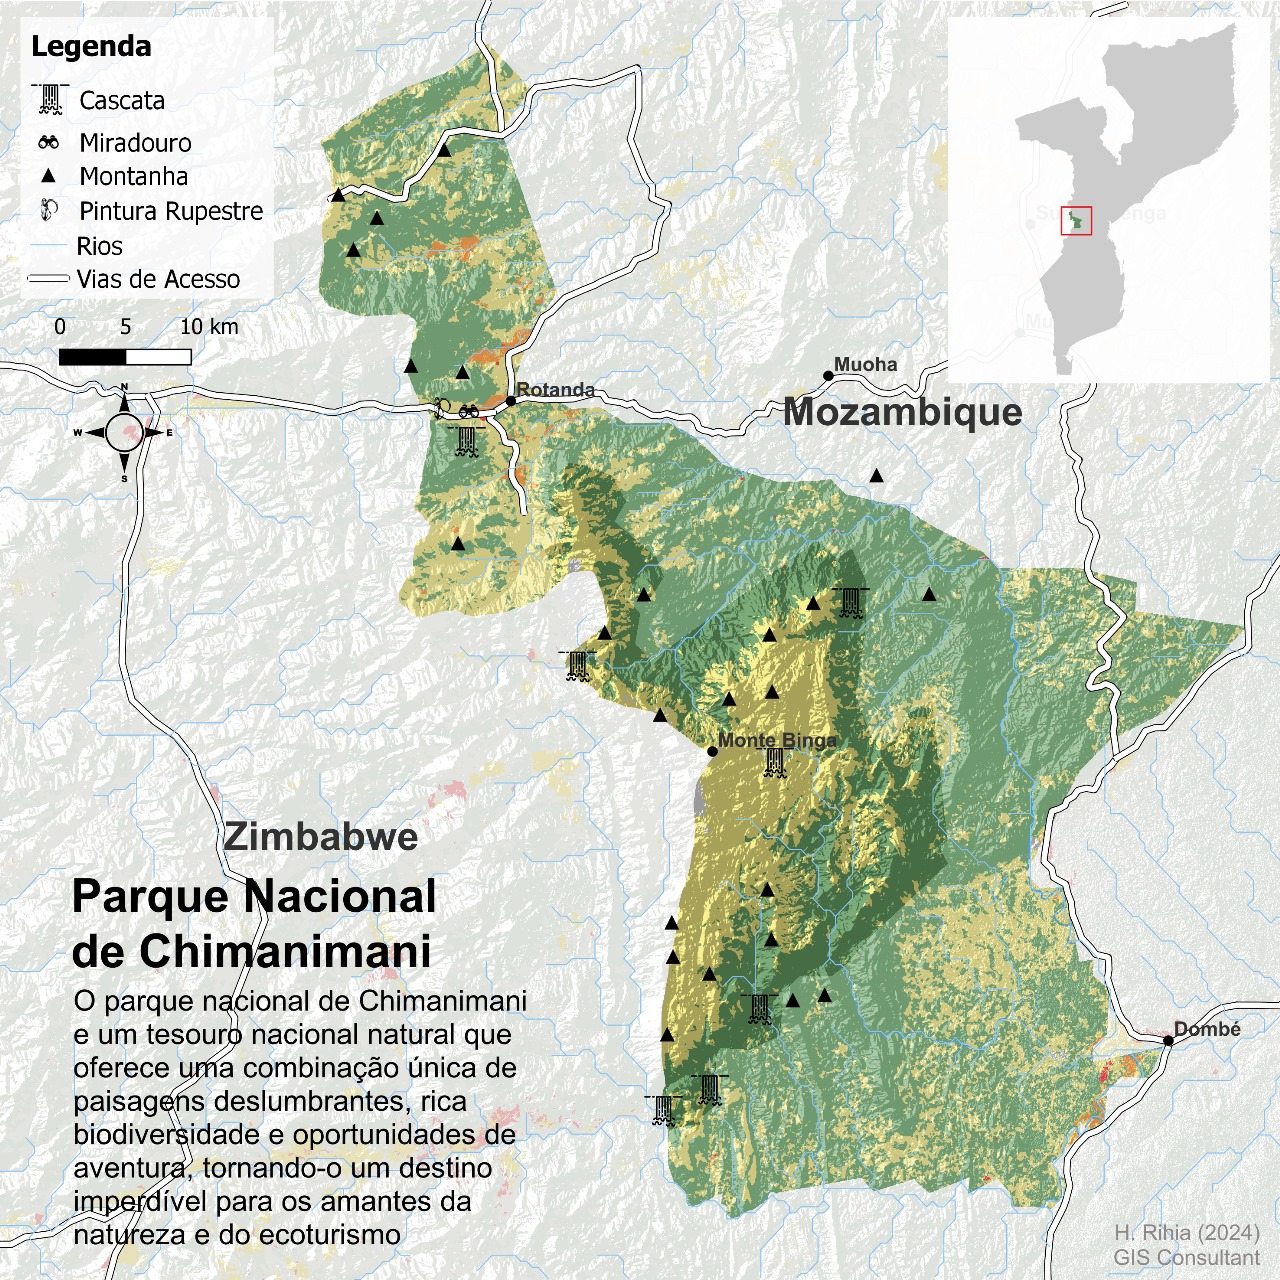 Legenda
Cascata
Miradouro
Montanha
Pintura Rupestre
Rios
Vias de Acesso
0 5 10 km
N
W E
S
Rotanda
Muoha
Mozambique
Monte Binga
Zimbabwe
Dombé
Parque Nacional
de Chimanimani
O parque nacional de Chimanimani
e um tesouro nacional natural que
oferece uma combinação única de
paisagens deslumbrantes, rica
biodiversidade e oportunidades de
aventura, tornando-o um destino
imperdível para os amantes da
natureza e do ecoturismo
H. Rihia (2024)
GIS Consultant